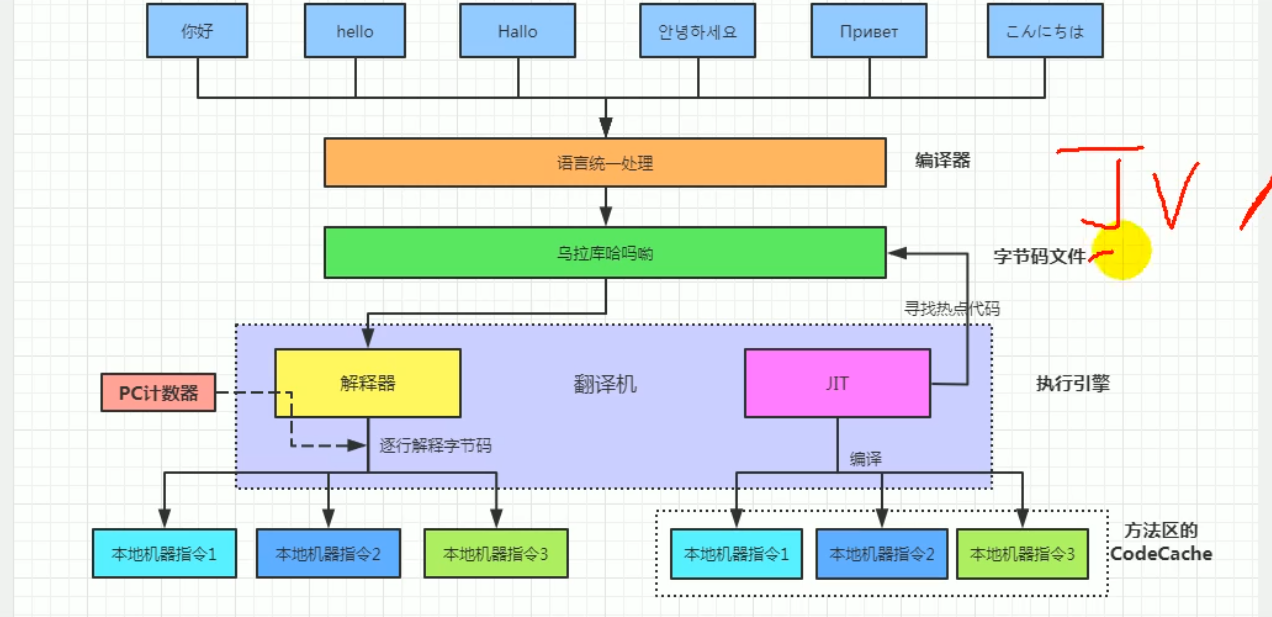 你好
hello
Hallo
안녕하세요
Привет
こんにちは
语言统一处理
编译器
JV
乌拉库哈吗呦
字节码文件
寻找热点代码
解释器
翻译机
JIT
执行引擎
PC计数器
逐行解释字节码
编译
本地机器指令1
本地机器指令2
本地机器指令3
本地机器指令1
本地机器指令2
本地机器指令3
方法区的
CodeCache